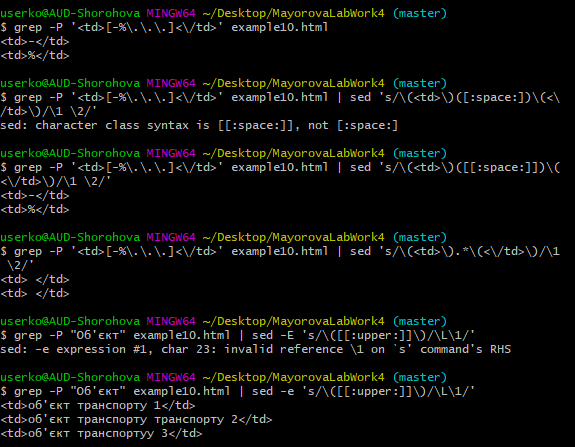 userko@AUD-Shorohova MINGW64 ~/Desktop/MayorovaLabWork4 (master)
$ grep -P '<td>[-%\.\.\.]<\/td>' example10.html
<td>-</td>
<td>%</td>
userko@AUD-Shorohova MINGW64 ~/Desktop/MayorovaLabWork4 (master)
$ grep -P '<td>[-%\.\.\.]<\/td>' example10.html | sed 's/\(<td>\)([:space:])\(<\
/td>\)/\1 \2/'
sed: character class syntax is [[:space:]], not [:space:]
userko@AUD-Shorohova MINGW64 ~/Desktop/MayorovaLabWork4 (master)
$ grep -P '<td>[-%\.\.\.]<\/td>' example10.html | sed 's/\(<td>\)([[:space:]])\(
<\/td>\)/\1 \2/'
<td>-</td>
<td>%</td>
userko@AUD-Shorohova MINGW64 ~/Desktop/MayorovaLabWork4 (master)
$ grep -P '<td>[-%\.\.\.]<\/td>' example10.html | sed 's/\(<td>\).*\(<\/td>\)/\1
 \2/'
<td> </td>
<td> </td>
userko@AUD-Shorohova MINGW64 ~/Desktop/MayorovaLabWork4 (master)
$ grep -P "Об'єкт" example10.html | sed -E 's/\([[:upper:]]\)/\L\1/'
sed: -e expression #1, char 23: invalid reference \1 on `s' command's RHS
userko@AUD-Shorohova MINGW64 ~/Desktop/MayorovaLabWork4 (master)
$ grep -P "Об'єкт" example10.html | sed -e 's/\([[:upper:]]\)/\L\1/'
<td>об'єкт транспорту 1</td>
<td>об'єкт транспорту транспорту 2</td>
<td>об'єкт транспортуу 3</td>